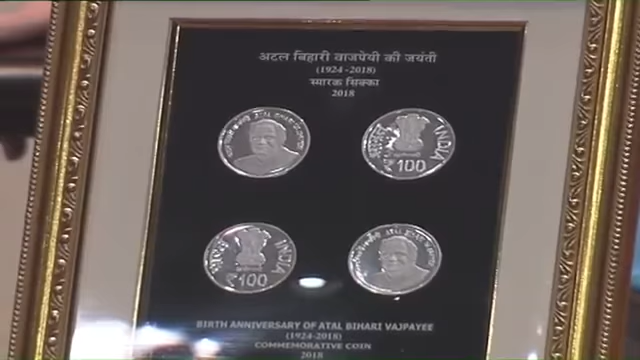 अटल बिहारी वाजपेयी की जयंती
(1924-2018)
स्मारक सिक्का
2018
ATAL
₹100
INDIA
₹100
INDIA
BIRTH ANNIVERSARY OF ATAL BIHARI VAJPAYEE
(1924-2018)
COMMEMORATIVE COIN
2018